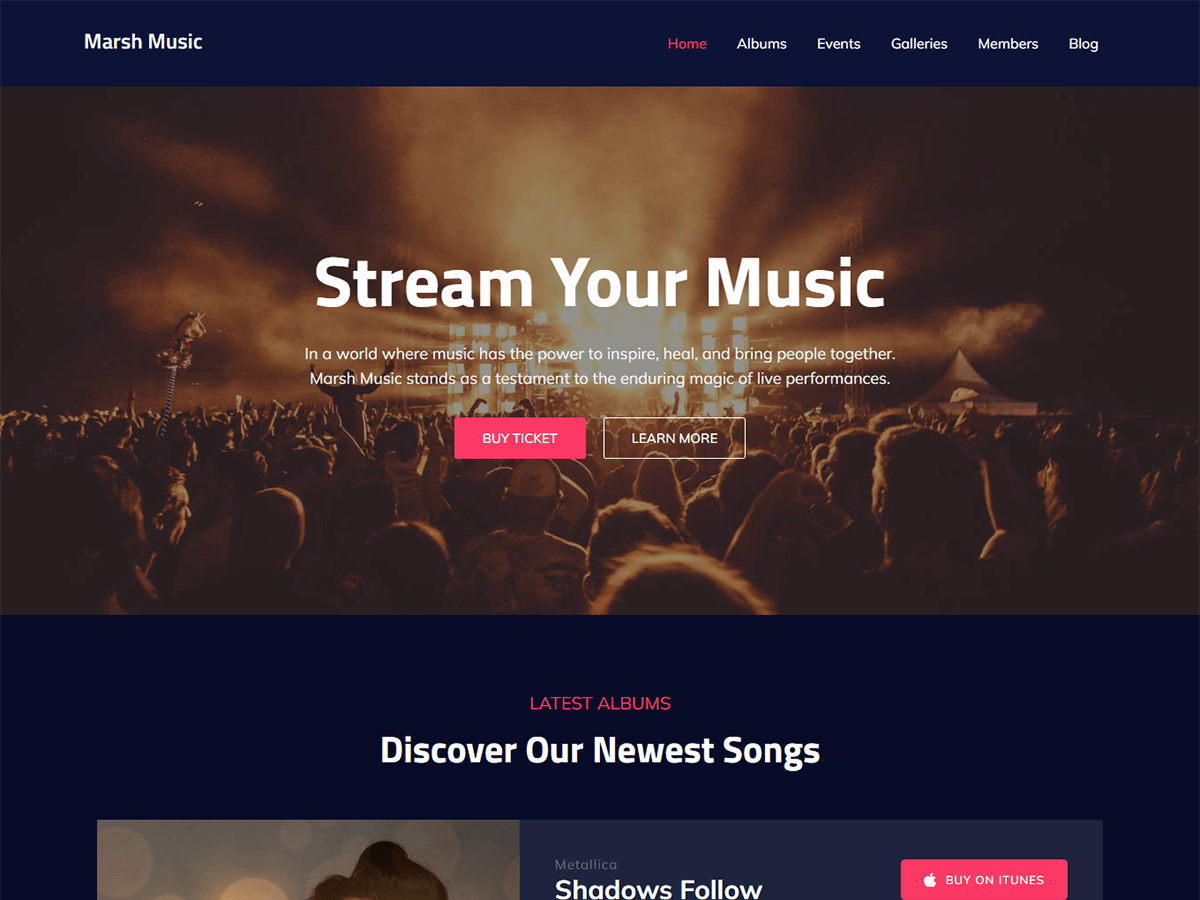 Marsh Music
Home Albums Events Galleries Members Blog
Stream Your Music
In a world where music has the power to inspire, heal, and bring people together.
Marsh Music stands as a testament to the enduring magic of live performances.
BUY TICKET LEARN MORE
LATEST ALBUMS
Discover Our Newest Songs
Metallica
Shadows Follow
BUY ON ITUNES